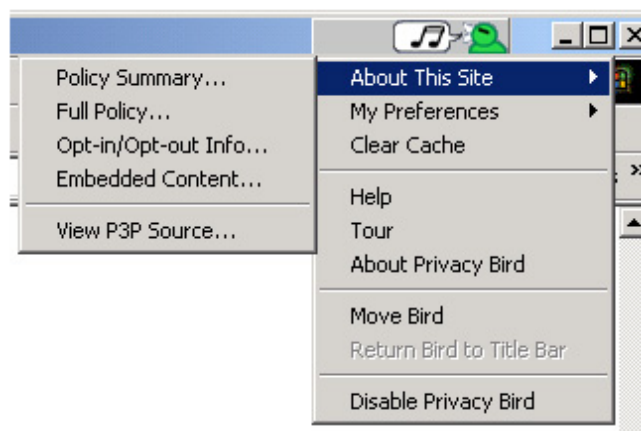 Policy Summary...
Full Policy...
Opt-in/Opt-out Info...
Embedded Content...
View P3P Source...
About This Site
My Preferences
Clear Cache
Help
Tour
About Privacy Bird
Move Bird
Return Bird to Title Bar
Disable Privacy Bird